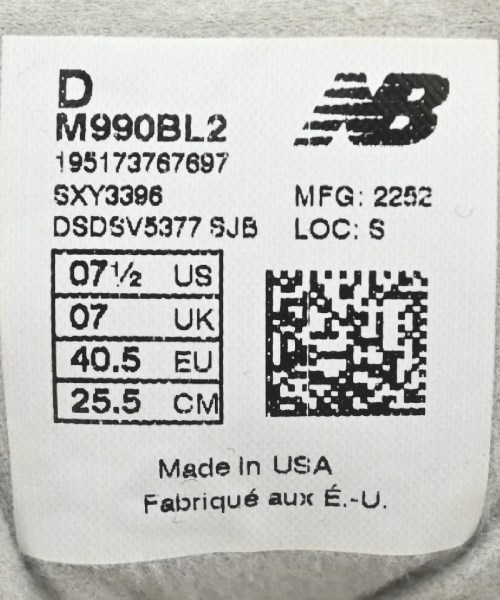 D
M990BL2
NB
195173767697
SXY3396
MFG: 2252
DSDSV5377 SJB
LOC: S
07½ US
07 UK
40.5 EU
25.5 CM
Made in USA
Fabriqué aux É.-U.